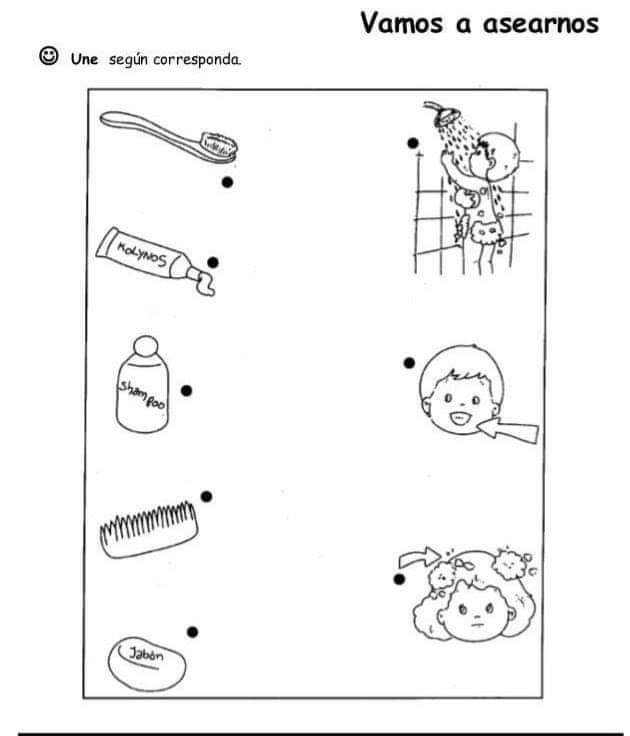 Vamos a asearnos
Une según corresponda.
KOLYNOS
Shampoo
Jabón